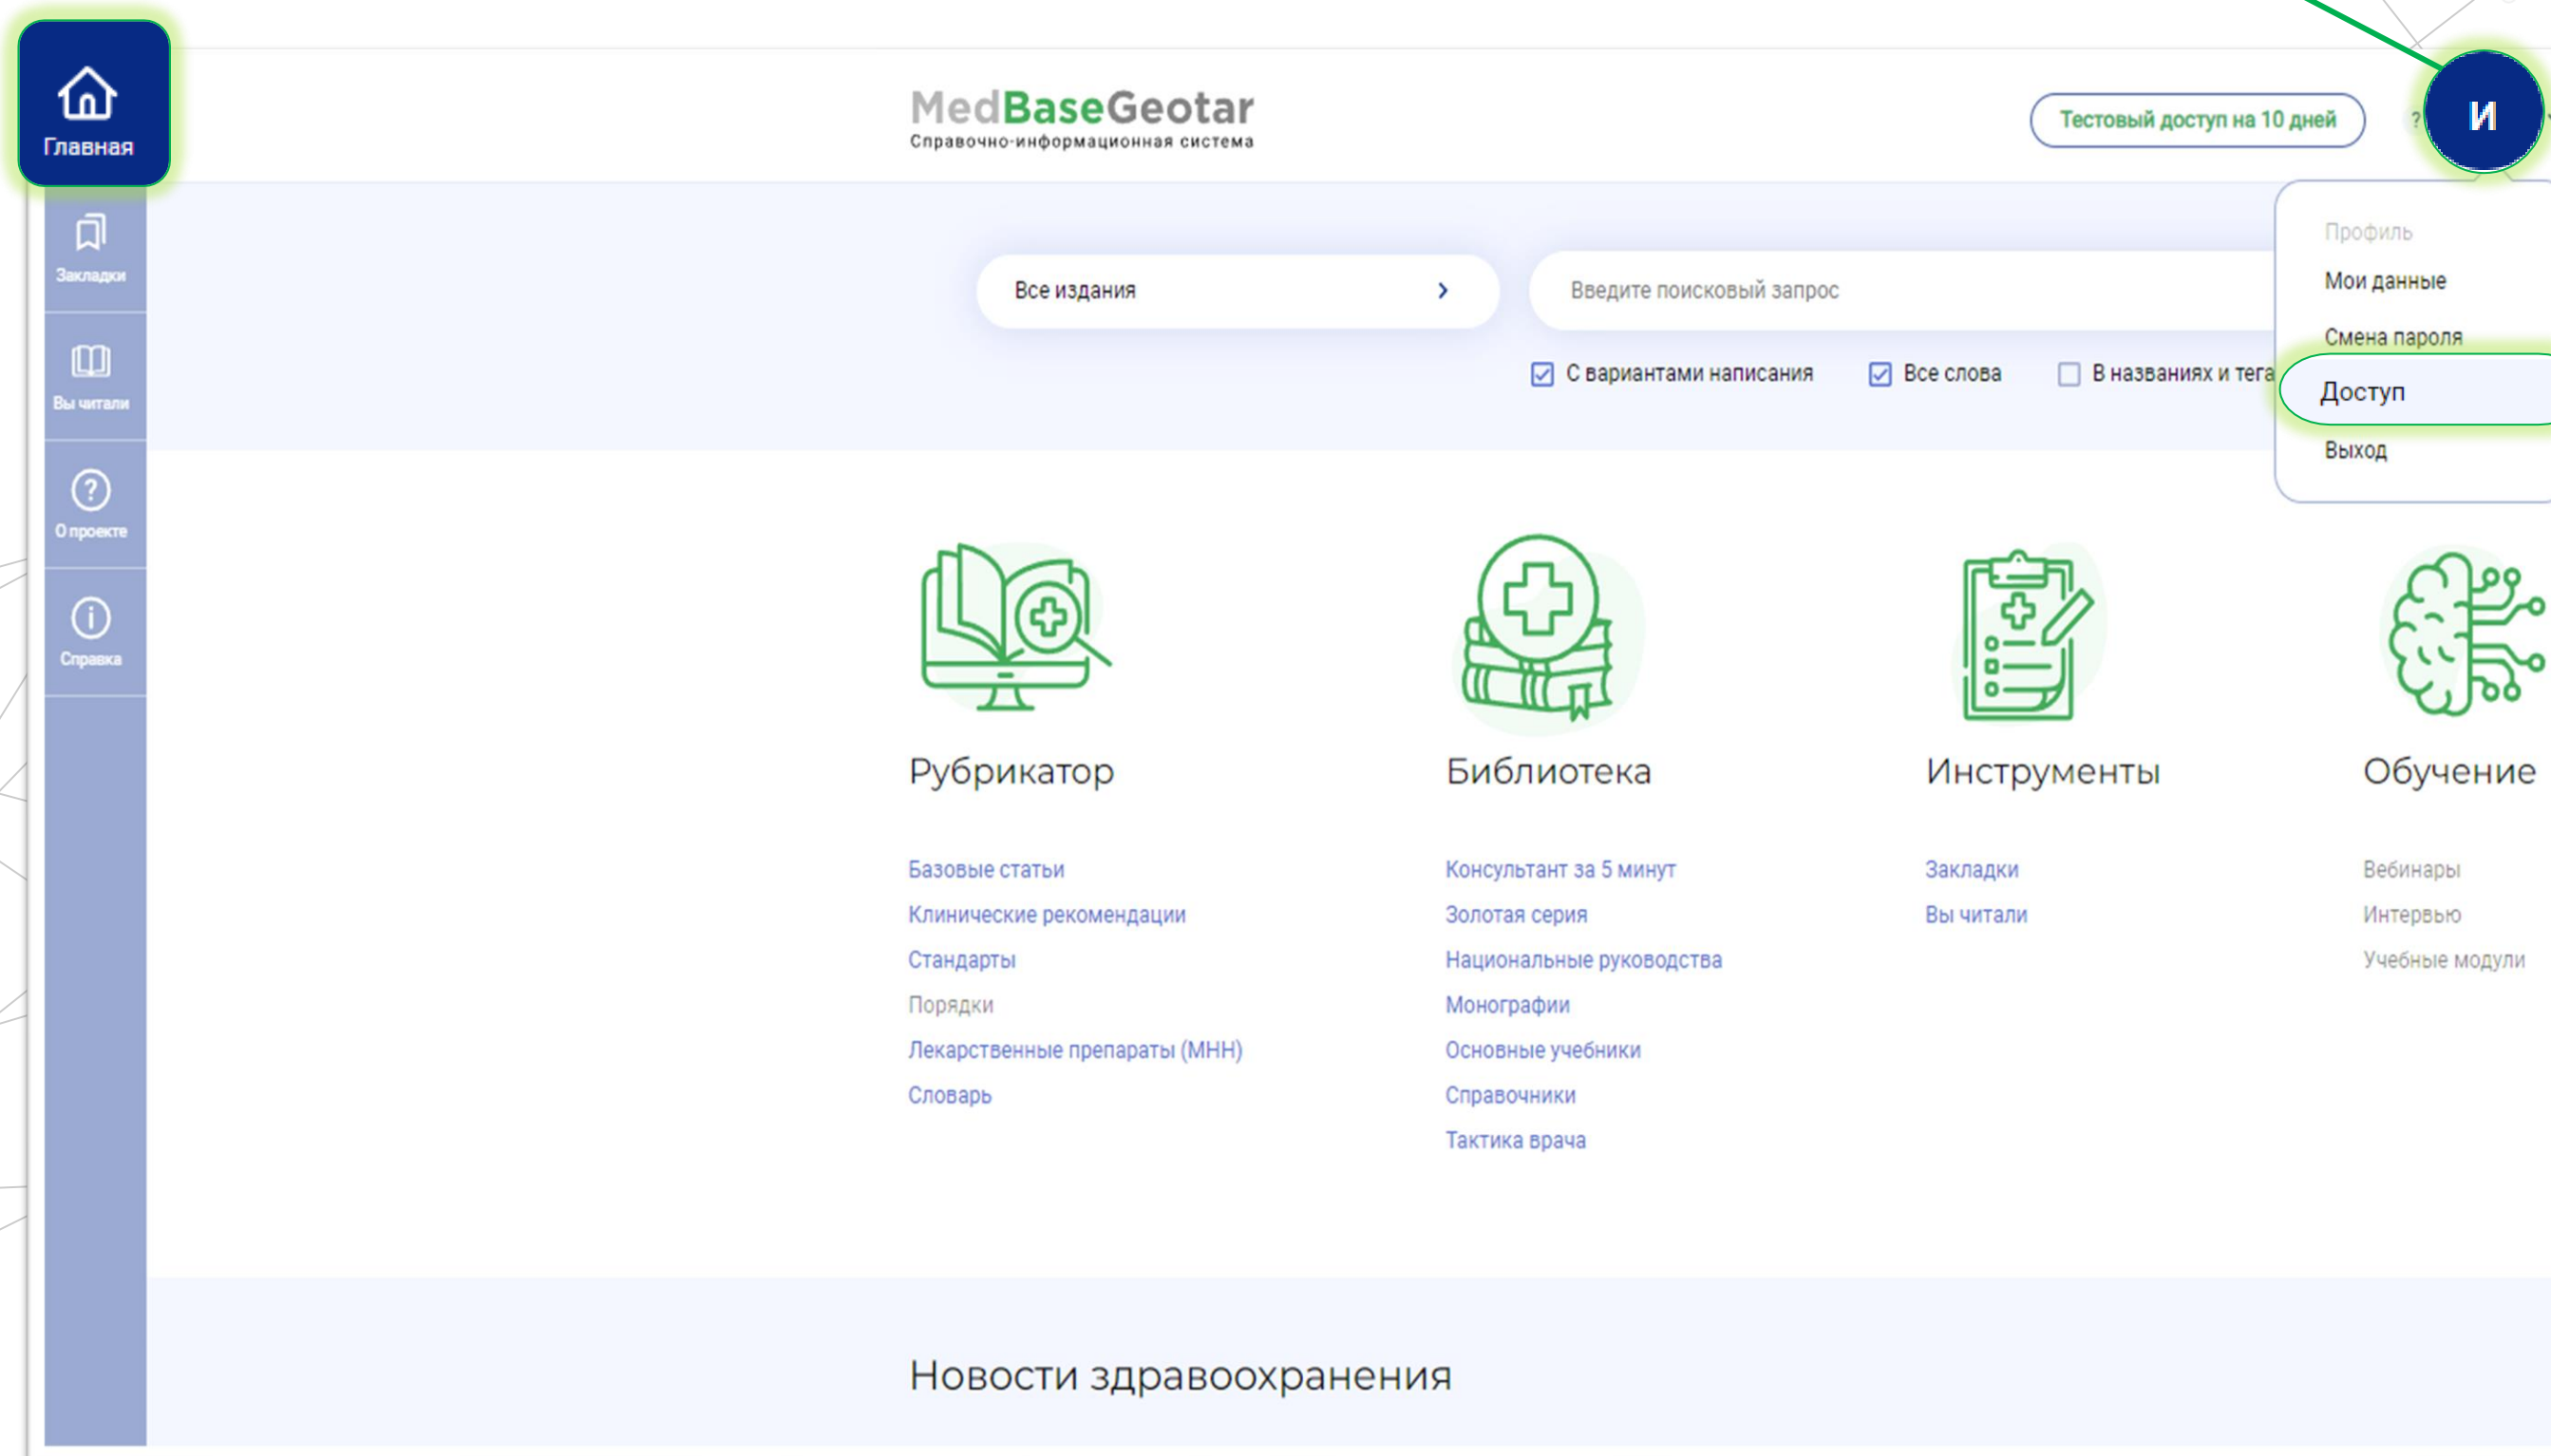 Главная
MedBaseGeotar
Справочно-информационная система
Тестовый доступ на 10 дней
?
И
Закладки
Вы читали
О проекте
Справка
Все издания
Введите поисковый запрос
С вариантами написания
Все слова
В названиях и тега
Профиль
Мои данные
Смена пароля
Доступ
Выход
Рубрикатор
Базовые статьи
Клинические рекомендации
Стандарты
Порядки
Лекарственные препараты (МНН)
Словарь
Библиотека
Консультант за 5 минут
Золотая серия
Национальные руководства
Монографии
Основные учебники
Справочники
Тактика врача
Инструменты
Закладки
Вы читали
Обучение
Вебинары
Интервью
Учебные модули
Новости здравоохранения